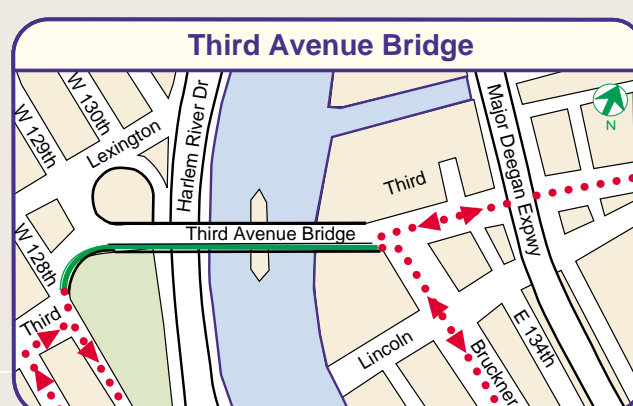 Third Avenue Bridge
W 130th
W 129th
Lexington
Harlem River Dr
Major Deegan Expwy
N
Third
Third Avenue Bridge
W 128th
Third
Lincoln
Bruckner
E 134th